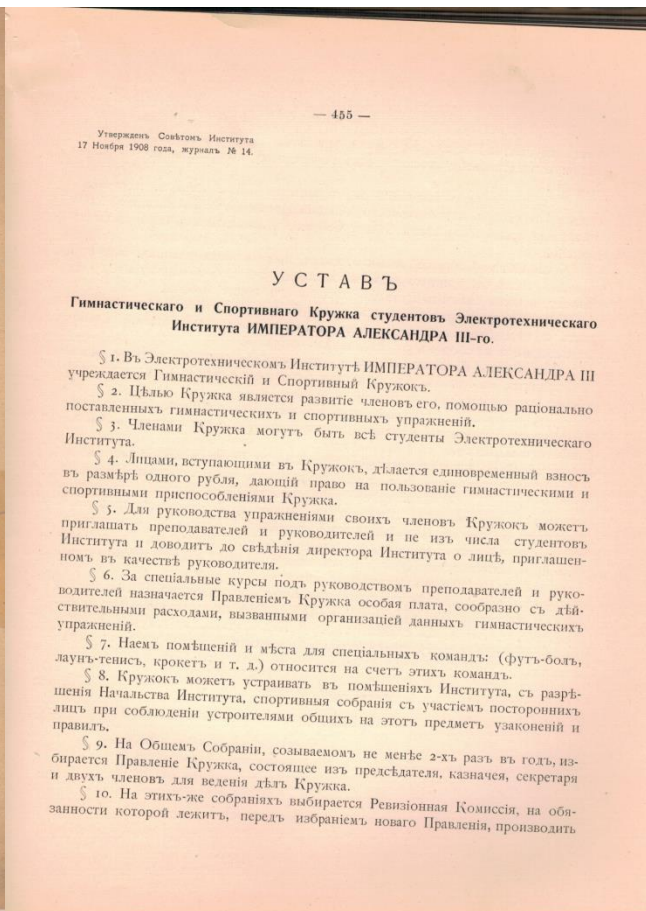 — 455 —
Утвержденъ Совѣтомъ Института
17 Ноября 1908 года, журналъ № 14.
УСТАВЪ
Гимнастическаго и Спортивнаго Кружка студентовъ Электротехническаго
Института ИМПЕРАТОРА АЛЕКСАНДРА III-го.
§ 1. Въ Электротехническомъ Институтѣ ИМПЕРАТОРА АЛЕКСАНДРА III
учреждается Гимнастическій и Спортивный Кружокъ.
§ 2. Цѣлью Кружка является развитіе членовъ его, помощью раціонально
поставленныхъ гимнастическихъ и спортивныхъ упражненій.
§ 3. Членами Кружка могутъ быть всѣ студенты Электротехническаго
Института.
§ 4. Лицами, вступающими въ Кружокъ, дѣлается единовременный взносъ
въ размѣрѣ одного рубля, дающій право на пользованіе гимнастическими и
спортивными приспособленіями Кружка.
§ 5. Для руководства упражненіями своихъ членовъ Кружокъ можетъ
приглашать преподавателей и руководителей и не изъ числа студентовъ
Института и доводитъ до свѣдѣнія директора Института о лицѣ, приглашен-
номъ въ качествѣ руководителя.
§ 6. За спеціальные курсы подъ руководствомъ преподавателей и руко-
водителей назначается Правленіемъ Кружка особая плата, сообразно съ дѣй-
ствительными расходами, вызванными организаціей данныхъ гимнастическихъ
упражненій.
§ 7. Наемъ помѣщеній и мѣста для спеціальныхъ командъ: (футъ-болъ,
лаунъ-тенисъ, крокетъ и т. д.) относится на счетъ этихъ командъ.
§ 8. Кружокъ можетъ устраивать въ помѣщеніяхъ Института, съ разрѣ-
шенія Начальства Института, спортивныя собранія съ участіемъ постороннихъ
лицъ при соблюденіи устроителями общихъ на этотъ предметъ узаконеній и
правилъ.
§ 9. На Общемъ Собраніи, созываемомъ не менѣе 2-хъ разъ въ годъ, из-
бирается Правленіе Кружка, состоящее изъ предсѣдателя, казначея, секретаря
и двухъ членовъ для веденія дѣлъ Кружка.
§ 10. На этихъ-же собраніяхъ выбирается Ревизіонная Комиссія, на обя-
занности которой лежитъ, передъ избраніемъ новаго Правленія, производить